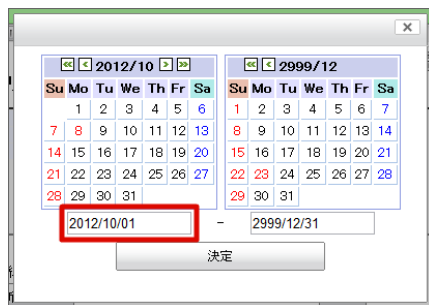 ×
<< < 2012/10 > >>
Su Mo Tu We Th Fr Sa
1 2 3 4 5 6
7 8 9 10 11 12 13
14 15 16 17 18 19 20
21 22 23 24 25 26 27
28 29 30 31
<< < 2999/12
Su Mo Tu We Th Fr Sa
1 2 3 4 5 6 7
8 9 10 11 12 13 14
15 16 17 18 19 20 21
22 23 24 25 26 27 28
29 30 31
2012/10/01 - 2999/12/31
決定